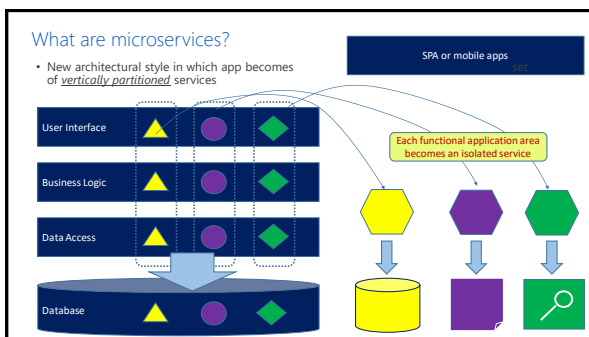 What are microservices?
• New architectural style in which app becomes set
of vertically partitioned services
SPA or mobile apps
User Interface
Each functional application area
becomes an isolated service
Business Logic
Data Access
Database